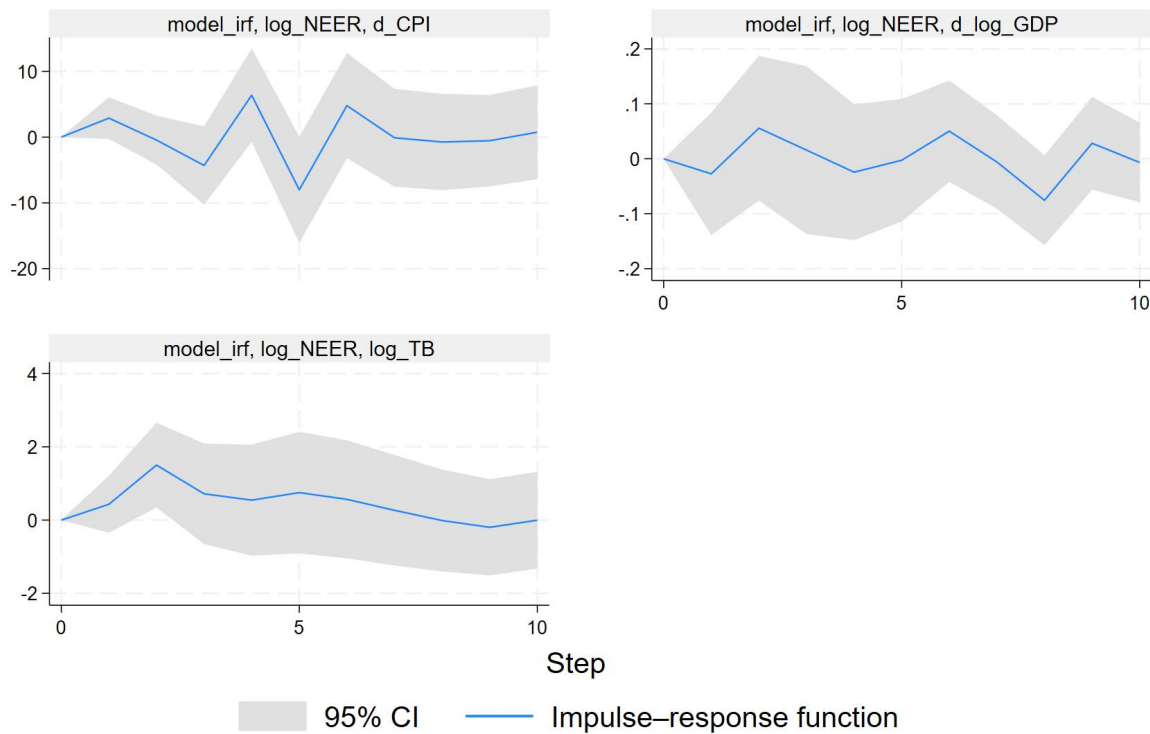 model_irf, log_NEER, d_CPI
10
0
-10
-20
model_irf, log_NEER, d_log_GDP
.2
.1
0
-.1
-.2
0 5 10
model_irf, log_NEER, log_TB
4
2
0
-2
0 5 10
Step
95% CI Impulse–response function